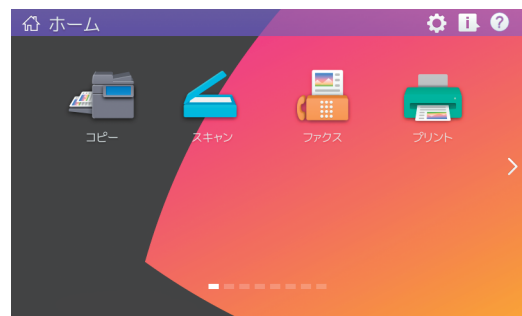 ホーム
コピー
スキャン
ファクス
プリント